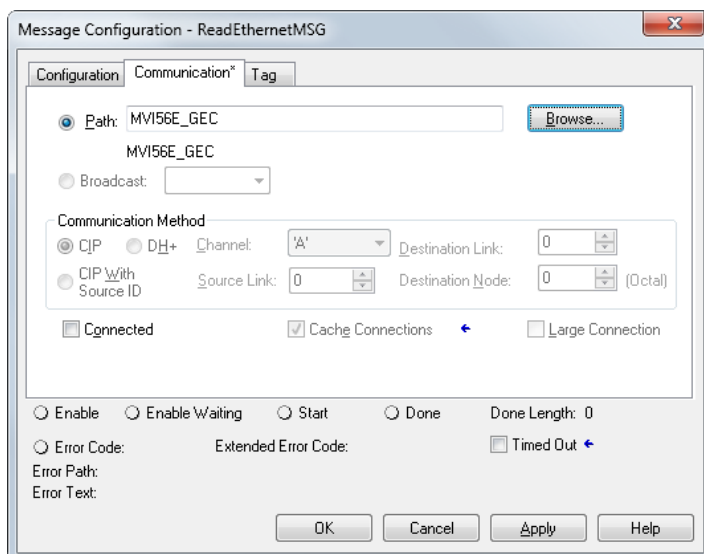 Message Configuration - ReadEthernetMSG
Configuration Communication* Tag
Path: MVI56E_GEC Browse...
MVI56E_GEC
Broadcast:
Communication Method
CIP DH+ Channel: 'A' Destination Link: 0
CIP With Source ID Source Link: 0 Destination Node: 0 (Octal)
Connected Cache Connections Large Connection
Enable Enable Waiting Start Done Done Length: 0
Error Code: Extended Error Code: Timed Out
Error Path:
Error Text:
OK Cancel Apply Help